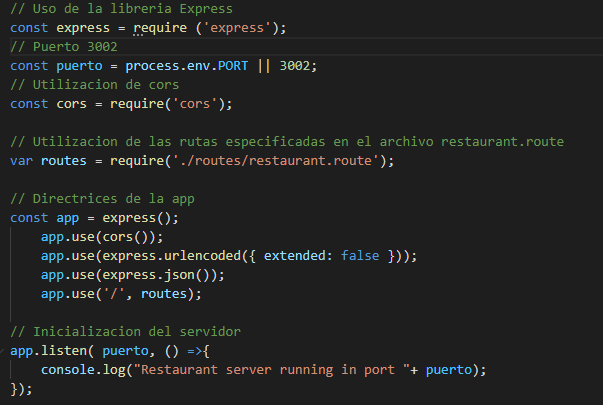 // Uso de la libreria Express
const express = require ('express');
// Puerto 3002
const puerto = process.env.PORT || 3002;
// Utilizacion de cors
const cors = require('cors');
// Utilizacion de las rutas especificadas en el archivo restaurant.route
var routes = require('./routes/restaurant.route');
// Directrices de la app
const app = express();
app.use(cors());
app.use(express.urlencoded({ extended: false }));
app.use(express.json());
app.use('/', routes);
// Inicializacion del servidor
app.listen( puerto, () =>{
console.log("Restaurant server running in port "+ puerto);
});